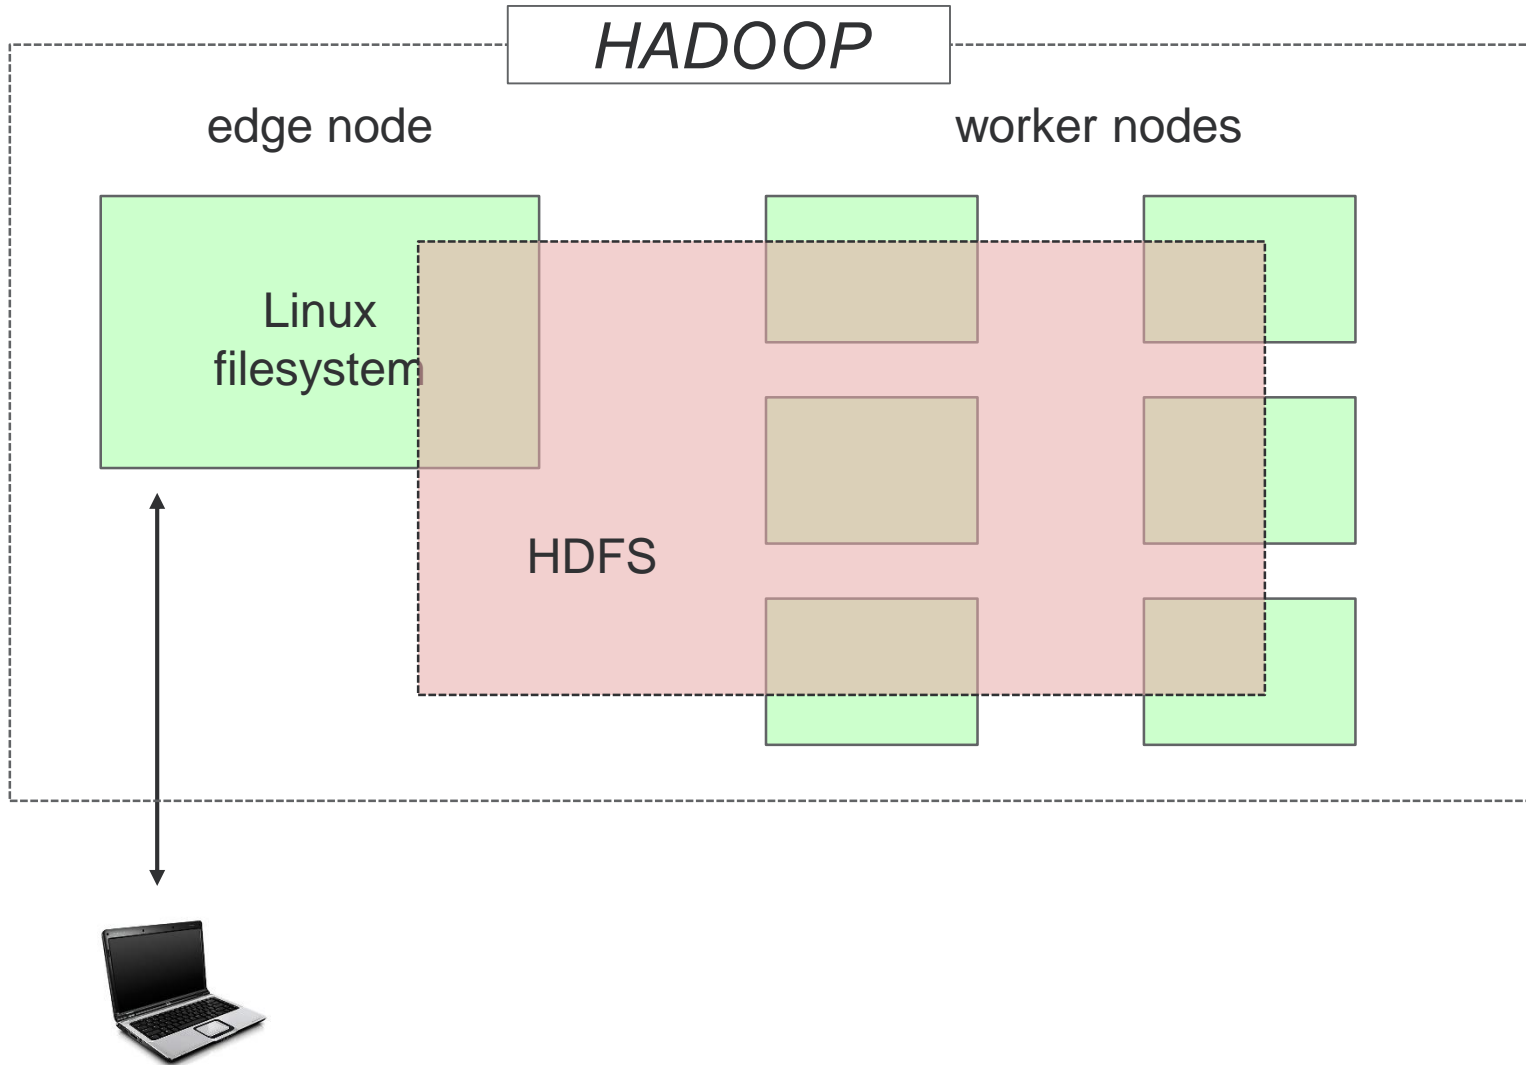 HADOOP
edge node
worker nodes
Linux
filesystem
HDFS